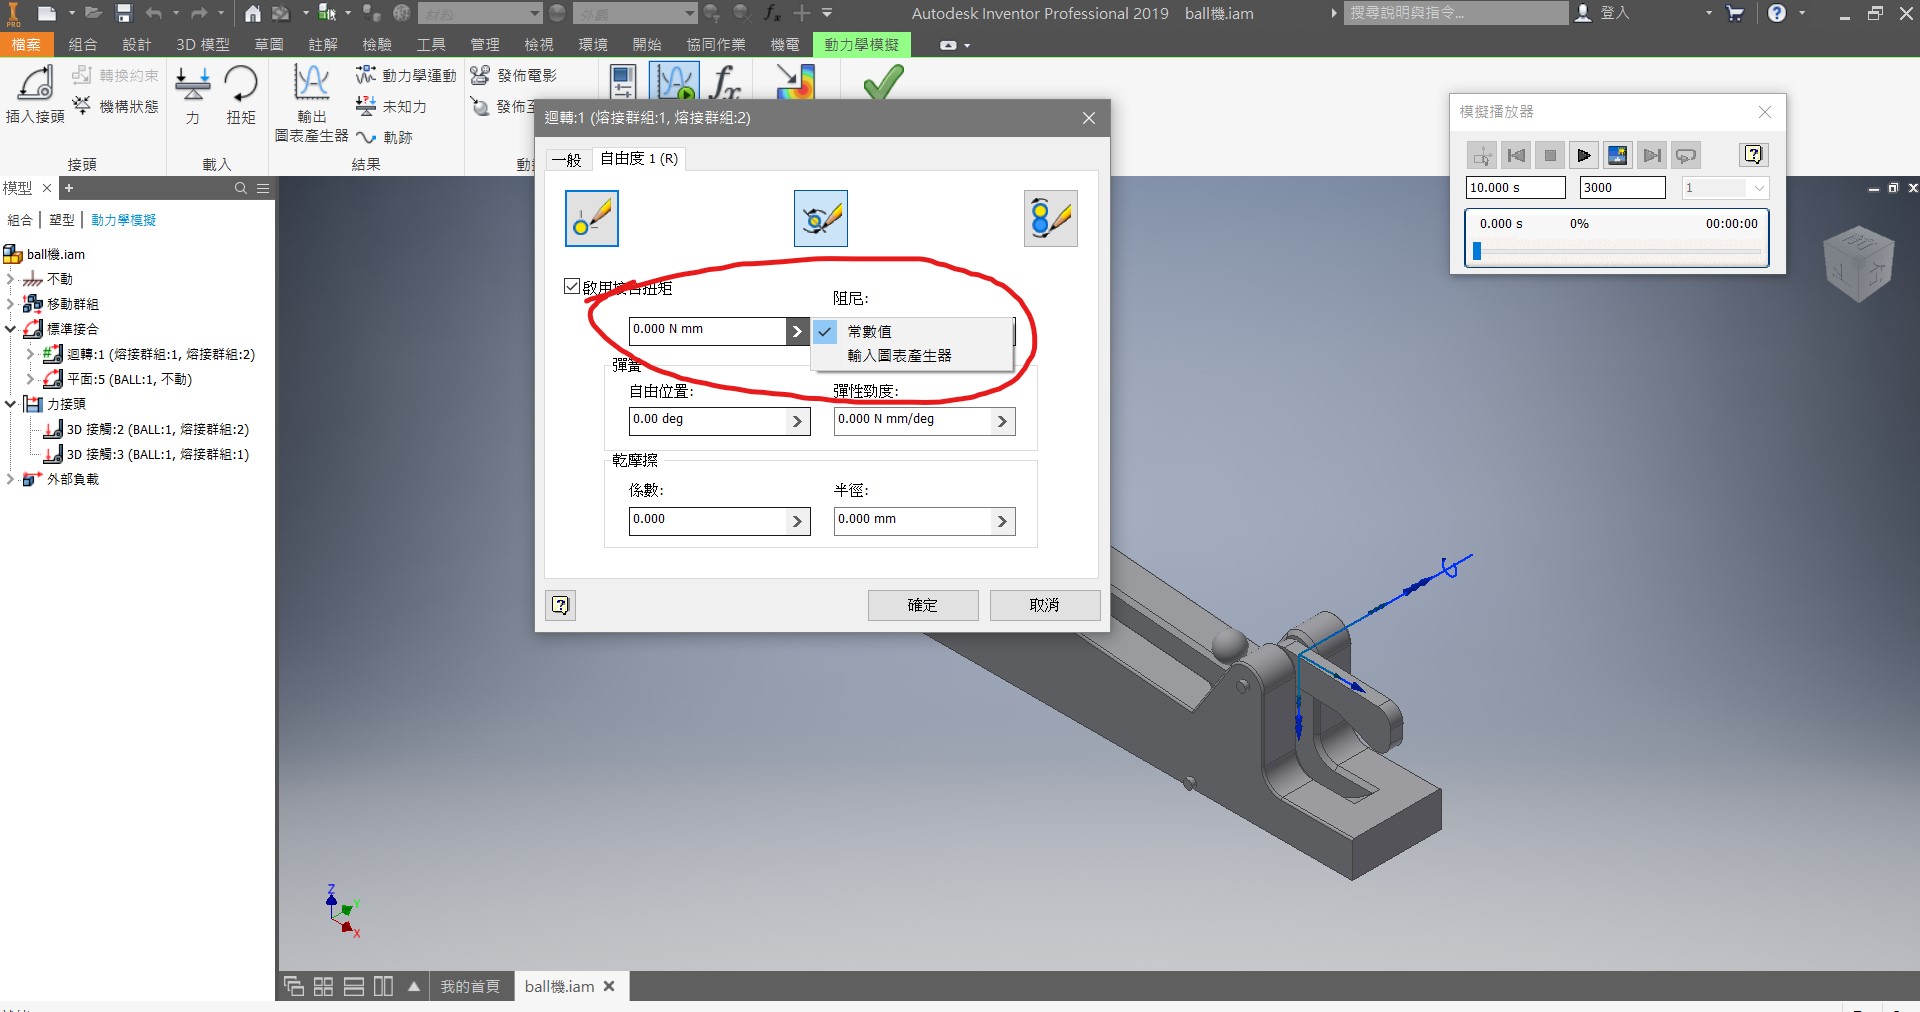 PRO
材料
外觀
Autodesk Inventor Professional 2019 ball機.iam
搜尋說明與指令...
登入
檔案 組合 設計 3D 模型 草圖 註解 檢驗 工具 管理 檢視 環境 開始 協同作業 機電 動力學模擬
插入接頭
轉換約束
機構狀態
力
扭矩
輸出
圖表產生器
動力學運動
未知力
軌跡
發佈電影
發佈至
接頭
載入
結果
模型
組合 | 塑型 | 動力學模擬
ball機.iam
不動
移動群組
標準接合
迴轉:1 (熔接群組:1, 熔接群組:2)
平面:5 (BALL:1, 不動)
力接頭
3D 接觸:2 (BALL:1, 熔接群組:2)
3D 接觸:3 (BALL:1, 熔接群組:1)
外部負載
迴轉:1 (熔接群組:1, 熔接群組:2)
一般
自由度 1 (R)
啟用接合扭矩
阻尼:
0.000 N mm
常數值
輸入圖表產生器
彈簧
自由位置:
彈性勁度:
0.00 deg
0.000 N mm/deg
乾摩擦
係數:
半徑:
0.000
0.000 mm
確定
取消
模擬播放器
10.000 s
3000
1
0.000 s 0% 00:00:00
Z
Y
X
我的首頁
ball機.iam